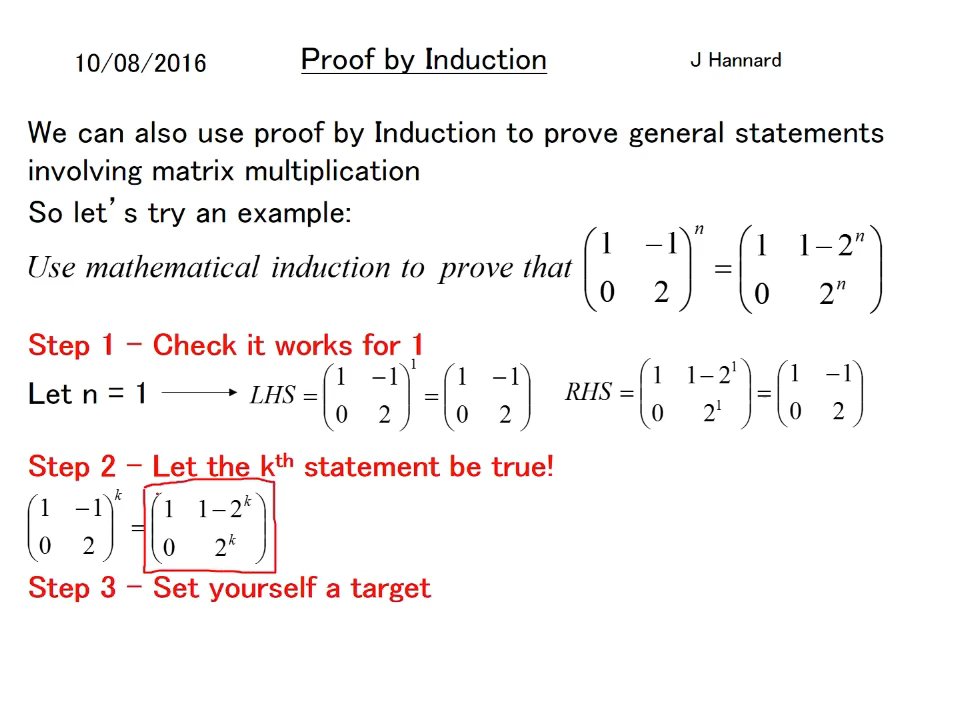 10/08/2016 Proof by Induction J Hannard
We can also use proof by Induction to prove general statements
involving matrix multiplication
So let's try an example:
Use mathematical induction to prove that (1 −1; 0 2)^n = (1 1−2^n; 0 2^n)
Step 1 – Check it works for 1
Let n = 1 → LHS = (1 −1; 0 2)^1 = (1 −1; 0 2) RHS = (1 1−2^1; 0 2^1) = (1 −1; 0 2)
Step 2 – Let the k^th statement be true!
(1 −1; 0 2)^k = (1 1−2^k; 0 2^k)
Step 3 – Set yourself a target